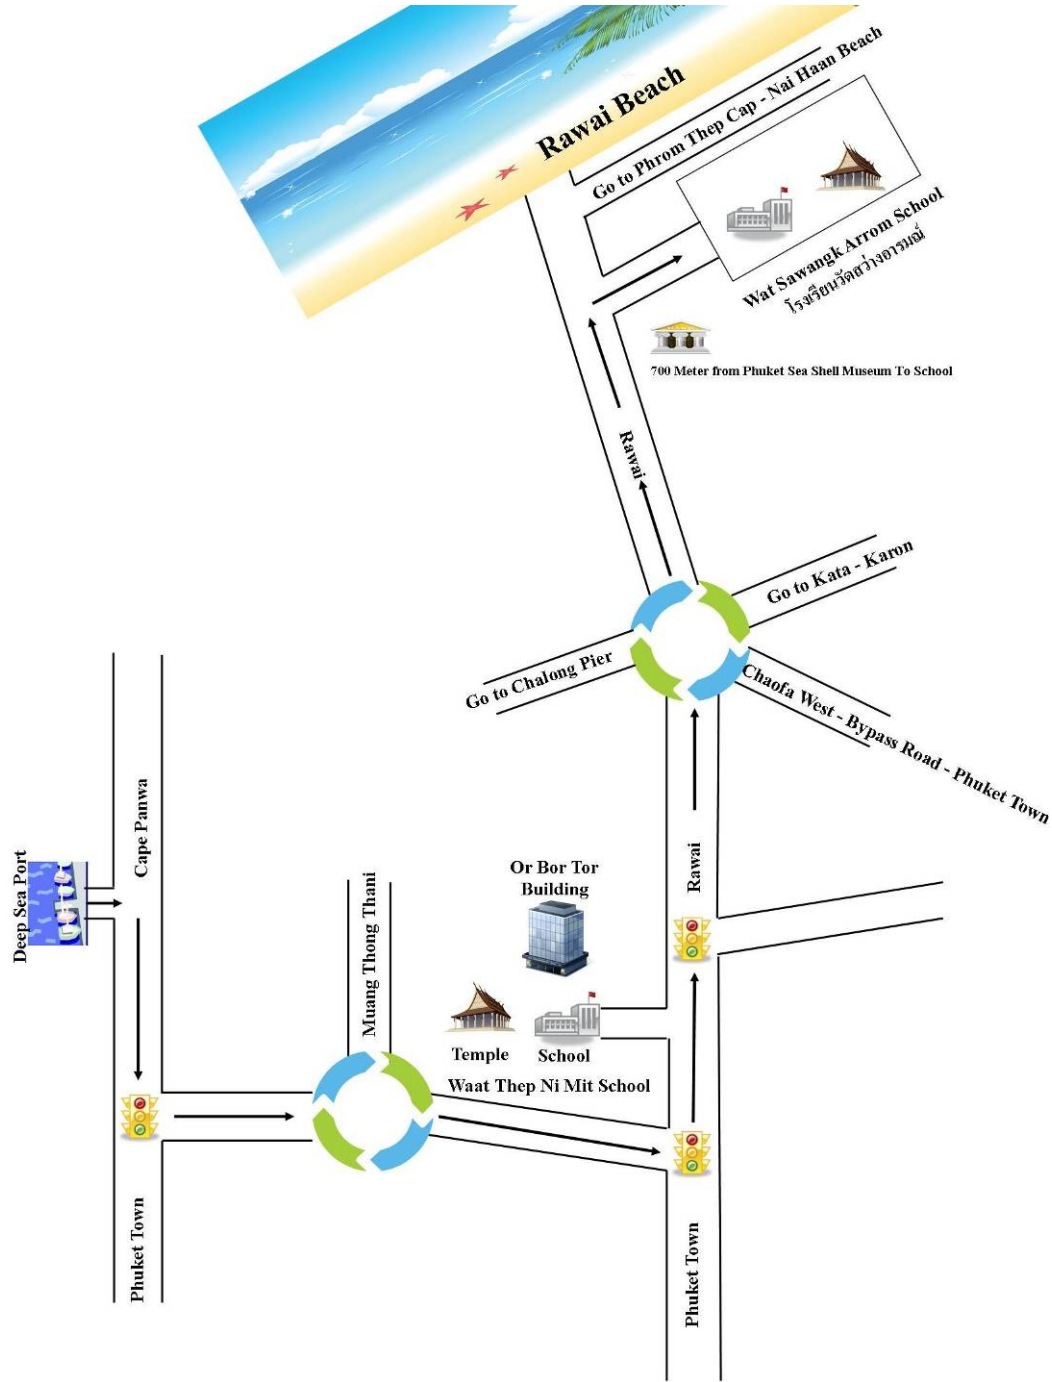 Rawai Beach
Go to Phrom Thep Cap - Nai Haan Beach
Wat Sawangk Arrom School
โรงเรียนวัดสว่างอารมณ์
700 Meter from Phuket Sea Shell Museum To School
Rawai
Go to Kata - Karon
Go to Chalong Pier
Chaofa West - Bypass Road - Phuket Town
Cape Panwa
Deep Sea Port
Rawai
Or Bor Tor
Building
Muang Thong Thani
Temple
School
Waat Thep Ni Mit School
Phuket Town
Phuket Town